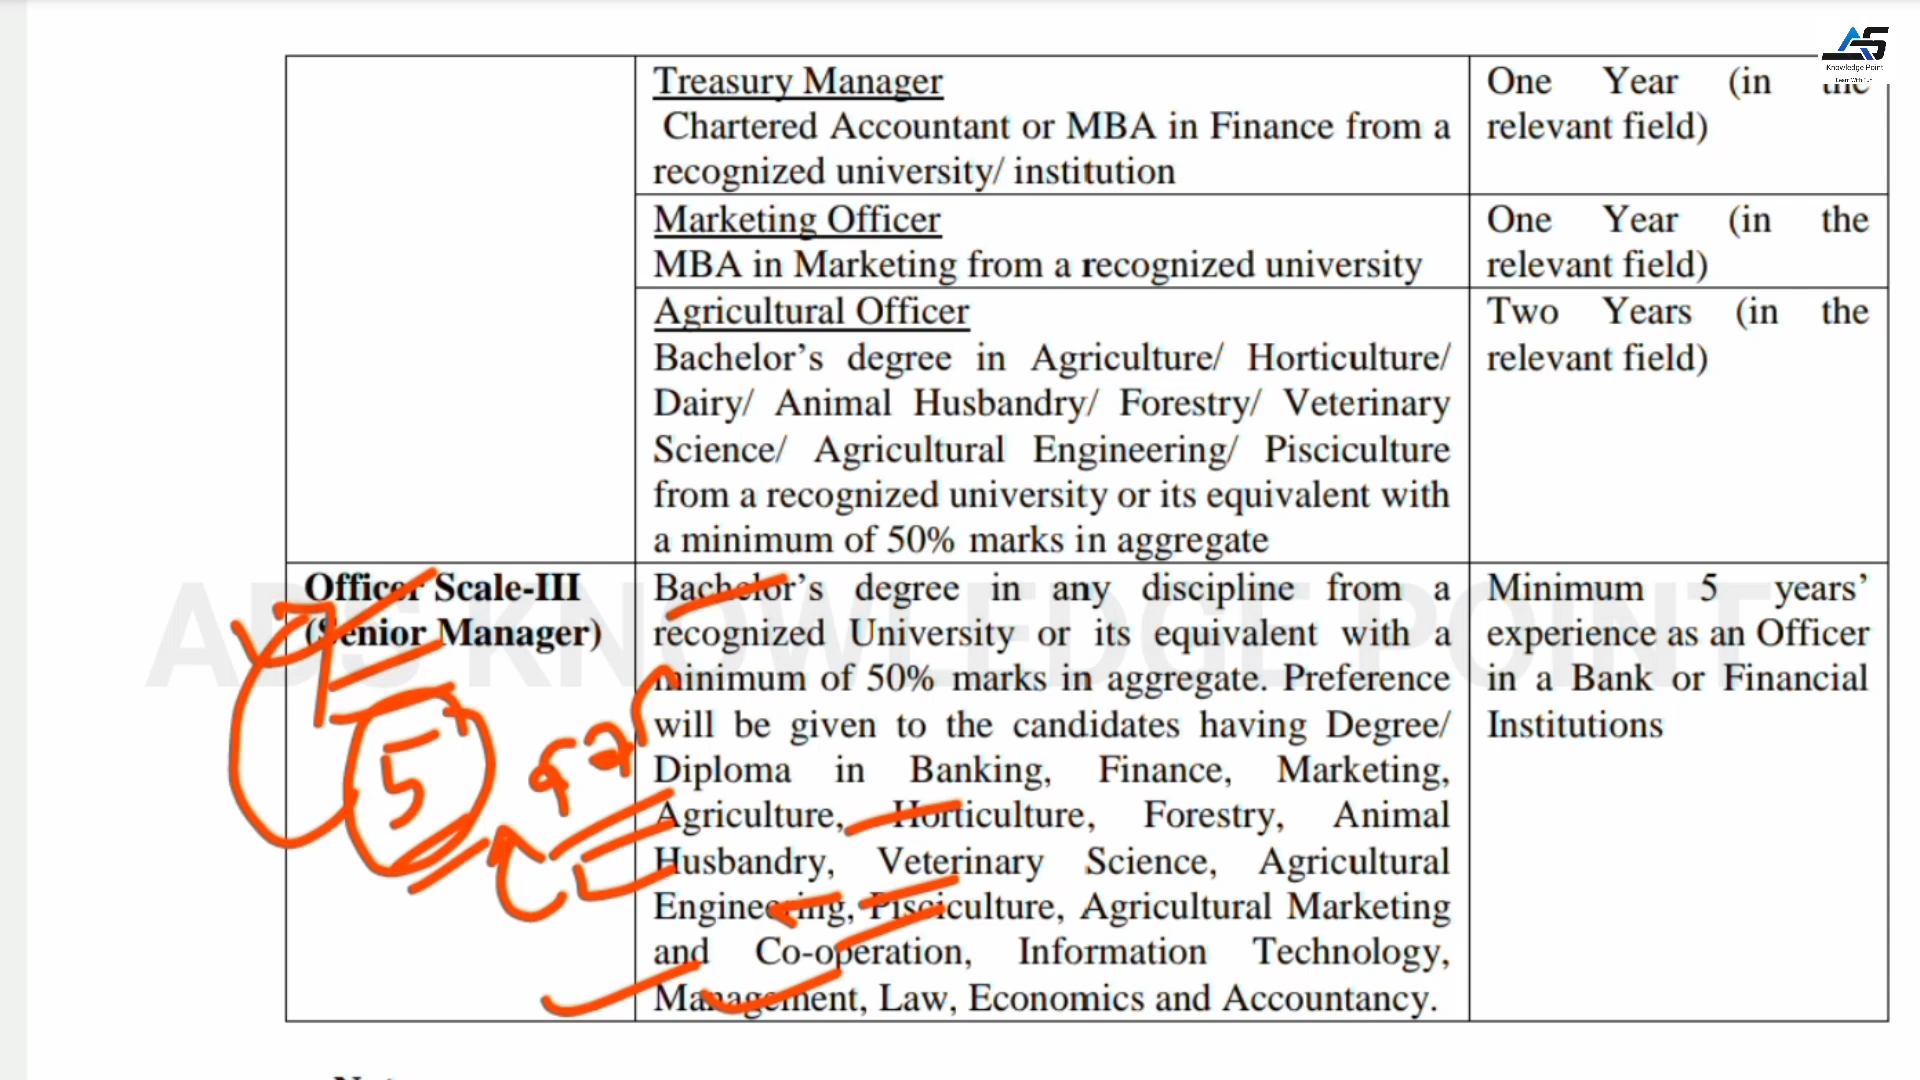 AS
Knowledge Point
Treasury Manager
Chartered Accountant or MBA in Finance from a
recognized university/ institution
One Year (in the
relevant field)
Marketing Officer
MBA in Marketing from a recognized university
One Year (in the
relevant field)
Agricultural Officer
Bachelor’s degree in Agriculture/ Horticulture/
Dairy/ Animal Husbandry/ Forestry/ Veterinary
Science/ Agricultural Engineering/ Pisciculture
from a recognized university or its equivalent with
a minimum of 50% marks in aggregate
Two Years (in the
relevant field)
Officer Scale-III
(Senior Manager)
5
Bachelor’s degree in any discipline from a
recognized University or its equivalent with a
minimum of 50% marks in aggregate. Preference
will be given to the candidates having Degree/
Diploma in Banking, Finance, Marketing,
Agriculture, Horticulture, Forestry, Animal
Husbandry, Veterinary Science, Agricultural
Engineering, Pisciculture, Agricultural Marketing
and Co-operation, Information Technology,
Management, Law, Economics and Accountancy.
Minimum 5 years’
experience as an Officer
in a Bank or Financial
Institutions
KNOWLEDGE POINT